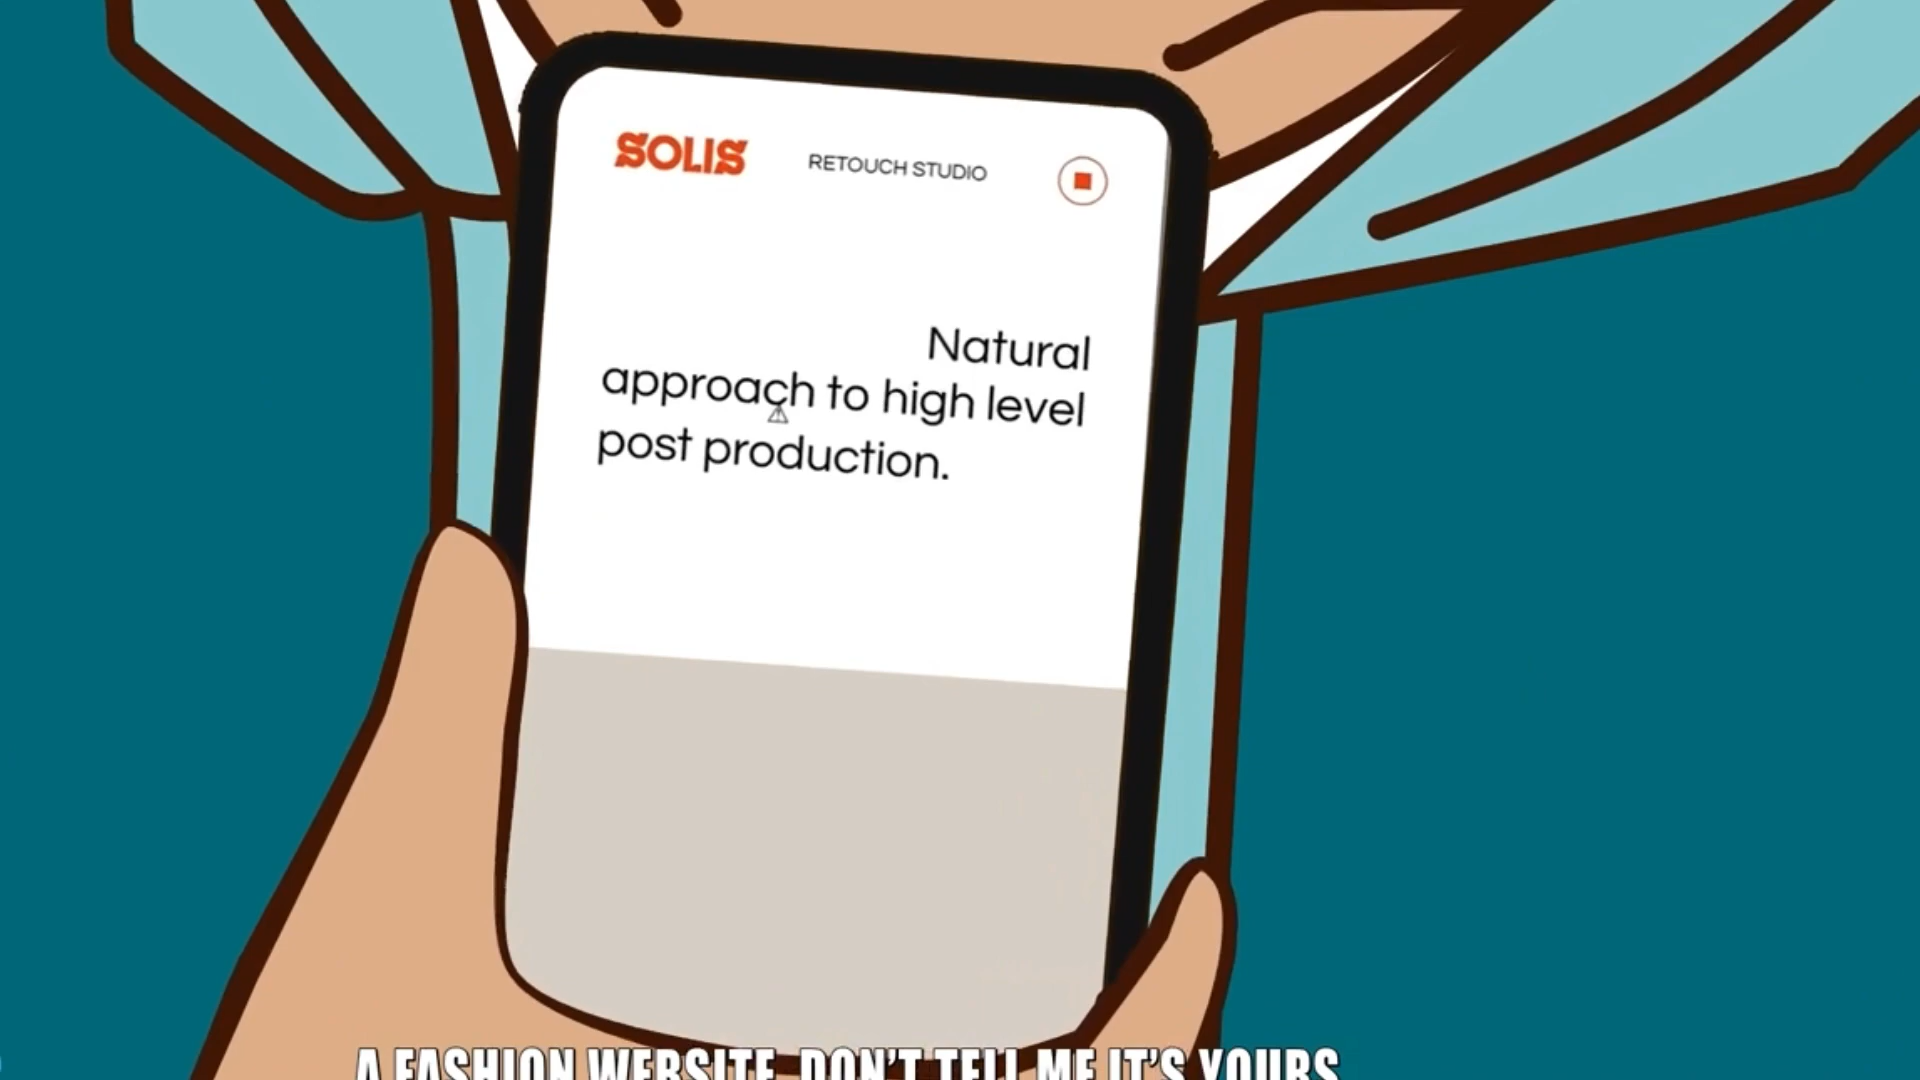 SOLIS
RETOUCH STUDIO
Natural
approach to high level
post production.
A FASHION WEBSITE, DON'T TELL ME IT'S YOURS